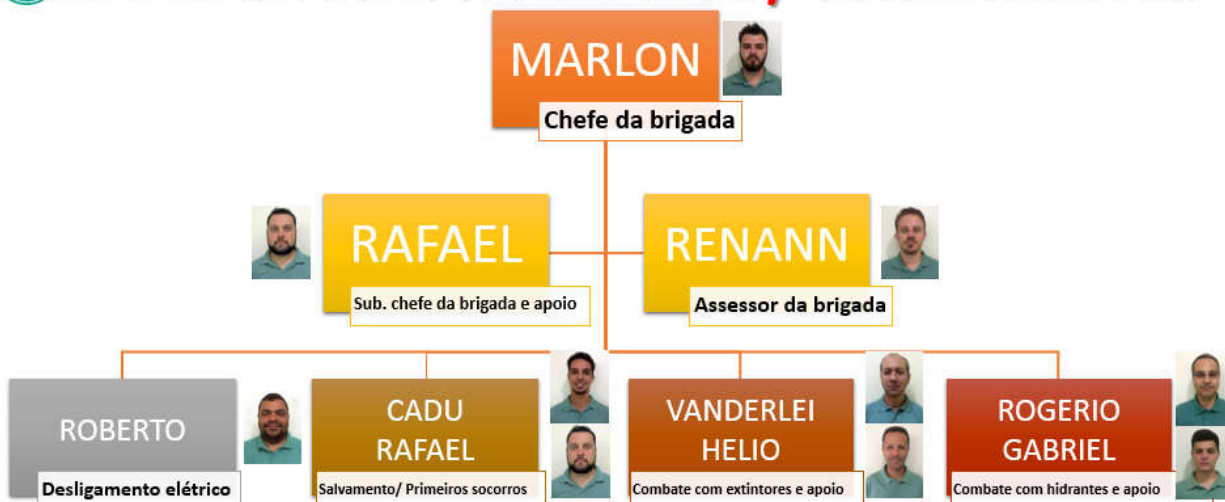 MARLON
Chefe da brigada
RAFAEL
Sub. chefe da brigada e apoio
RENANN
Assessor da brigada
ROBERTO
Desligamento elétrico
CADU
RAFAEL
Salvamento/ Primeiros socorros
VANDERLEI
HELIO
Combate com extintores e apoio
ROGERIO
GABRIEL
Combate com hidrantes e apoio